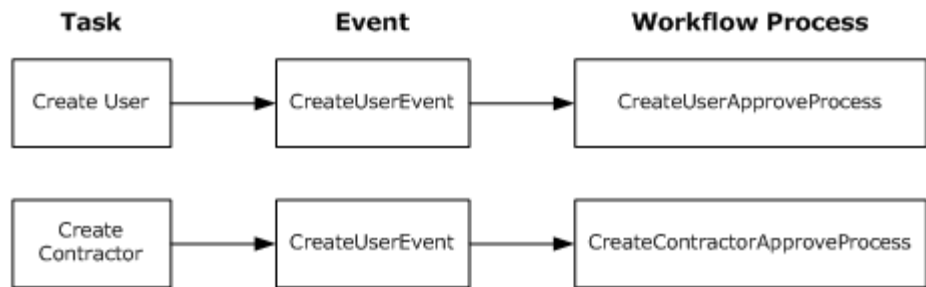 Task Event Workflow Process
Create User CreateUserEvent CreateUserApproveProcess
Create
Contractor CreateUserEvent CreateContractorApproveProcess